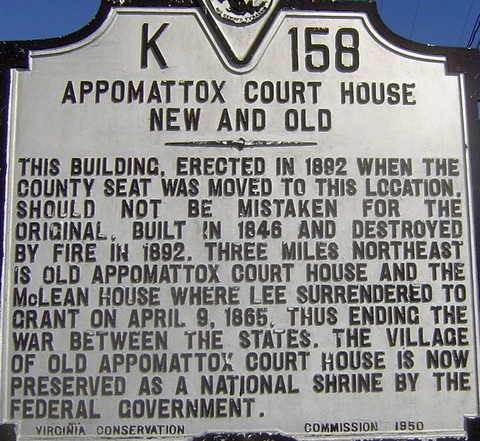 K 158
APPOMATTOX COURT HOUSE
NEW AND OLD
THIS BUILDING, ERECTED IN 1892 WHEN THE
COUNTY SEAT WAS MOVED TO THIS LOCATION,
SHOULD NOT BE MISTAKEN FOR THE
ORIGINAL, BUILT IN 1846 AND DESTROYED
BY FIRE IN 1892. THREE MILES NORTHEAST
IS OLD APPOMATTOX COURT HOUSE AND THE
McLEAN HOUSE WHERE LEE SURRENDERED TO
GRANT ON APRIL 9, 1865, THUS ENDING THE
WAR BETWEEN THE STATES. THE VILLAGE
OF OLD APPOMATTOX COURT HOUSE IS NOW
PRESERVED AS A NATIONAL SHRINE BY THE
FEDERAL GOVERNMENT.
VIRGINIA CONSERVATION COMMISSION 1950